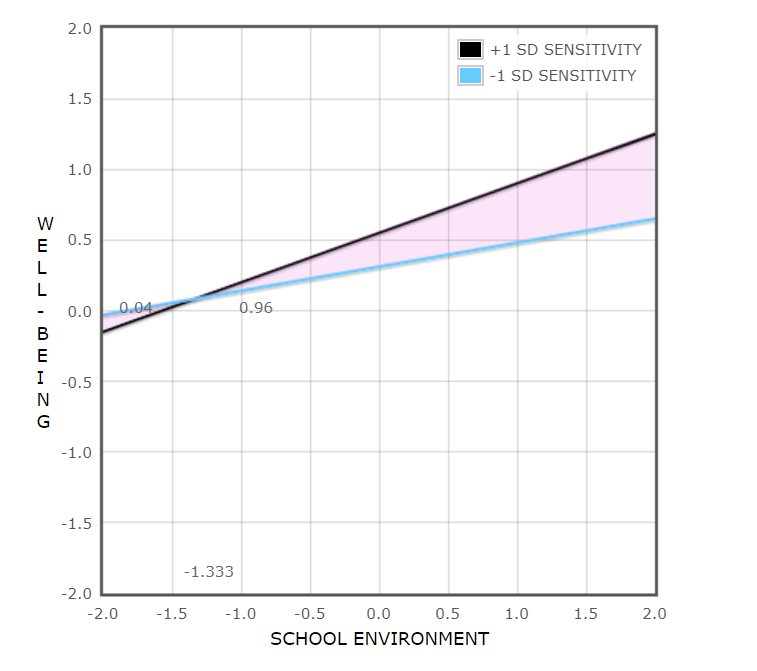 2.0
+1 SD SENSITIVITY
-1 SD SENSITIVITY
1.5
1.0
0.5
0.0
-0.5
-1.0
-1.5
-2.0
W
E
L
L
-
B
E
I
N
G
0.04
0.96
-1.333
-2.0 -1.5 -1.0 -0.5 0.0 0.5 1.0 1.5 2.0
SCHOOL ENVIRONMENT